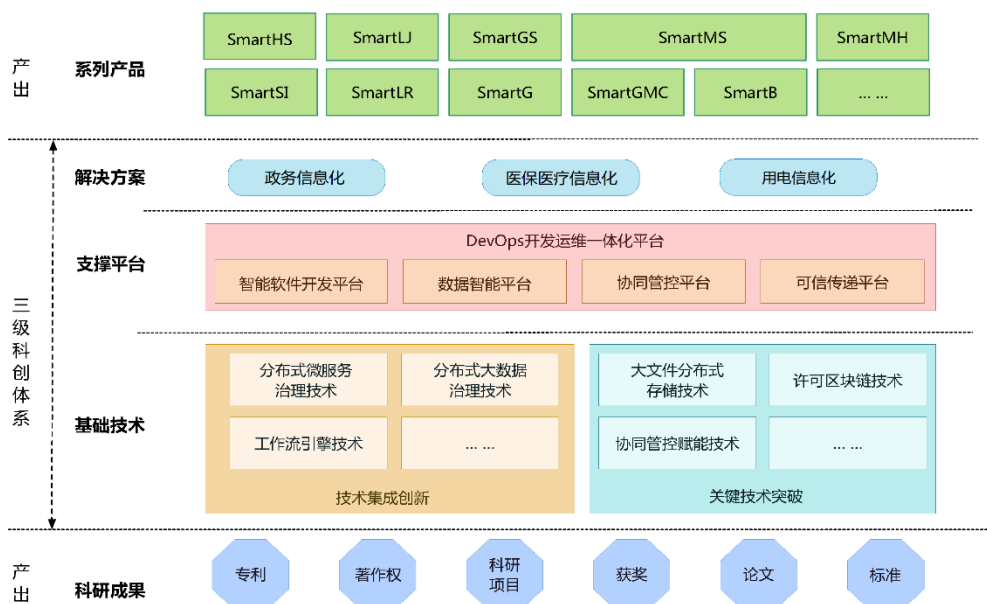 产出
系列产品
SmartHS
SmartLJ
SmartGS
SmartMS
SmartMH
SmartSI
SmartLR
SmartG
SmartGMC
SmartB
... ...
三级科创体系
解决方案
政务信息化
医保医疗信息化
用电信息化
支撑平台
DevOps开发运维一体化平台
智能软件开发平台
数据智能平台
协同管控平台
可信传递平台
基础技术
分布式微服务
治理技术
分布式大数据
治理技术
工作流引擎技术
... ...
技术集成创新
大文件分布式
存储技术
许可区块链技术
协同管控赋能技术
... ...
关键技术突破
产出
科研成果
专利
著作权
科研
项目
获奖
论文
标准